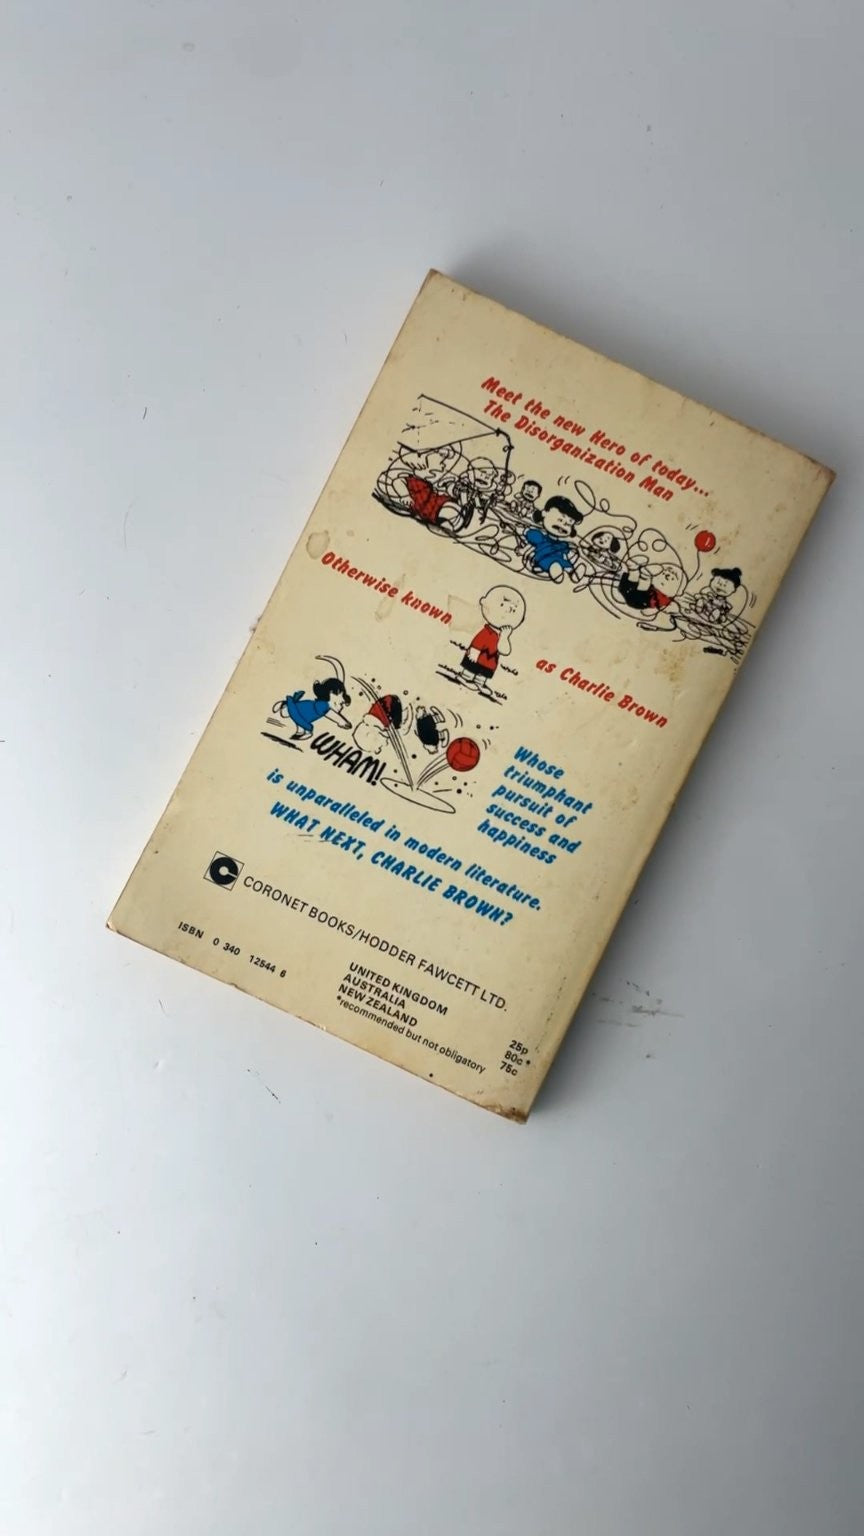 Meet the new Hero of today...
The Disorganization Man
Otherwise known
as Charlie Brown
WHAM!
Whose
triumphant
pursuit of
success and
happiness
is unparalleled in modern literature.
WHAT NEXT, CHARLIE BROWN?
C CORONET BOOKS/HODDER FAWCETT LTD.
ISBN 0 340 12544 6
UNITED KINGDOM 25p
AUSTRALIA 80c*
NEW ZEALAND 75c
*recommended but not obligatory